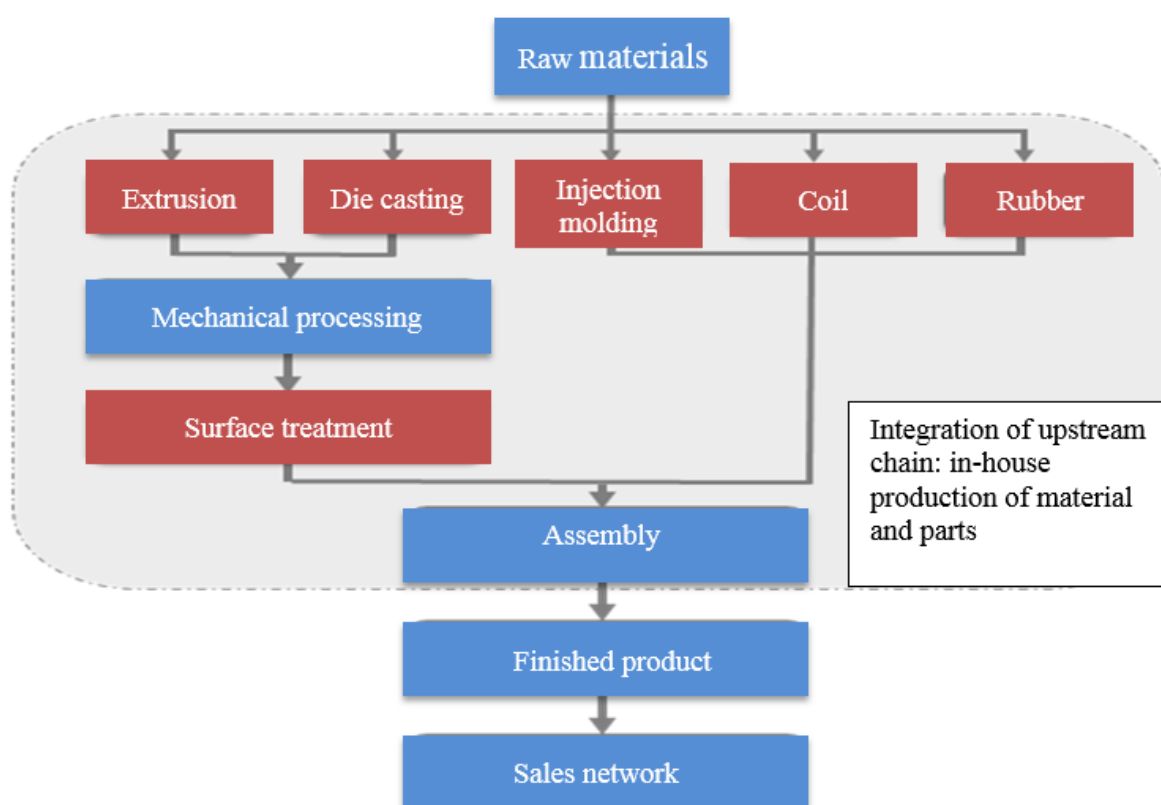 Raw materials
Extrusion
Die casting
Injection
molding
Coil
Rubber
Mechanical processing
Surface treatment
Integration of upstream
chain: in-house
production of material
and parts
Assembly
Finished product
Sales network